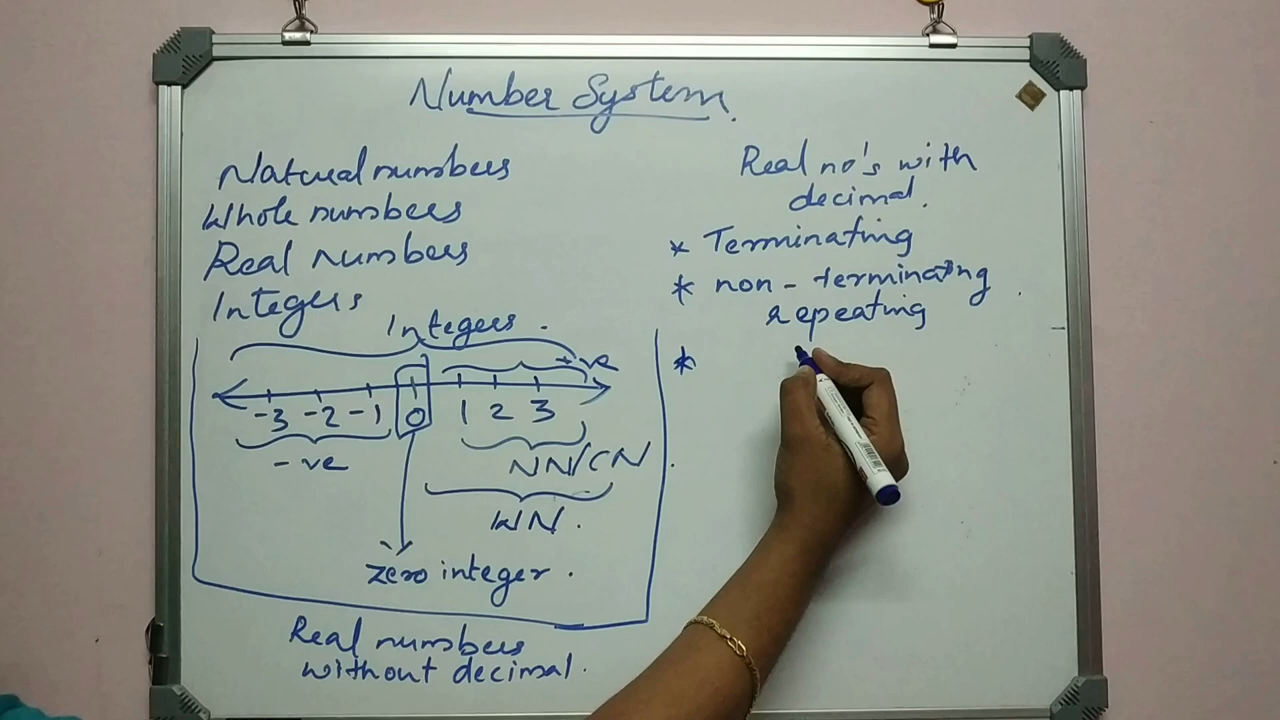 Number System.
Natural numbers
Whole numbers
Real numbers
Integers
Integers.
+ve
-3 -2 -1 0 1 2 3
-ve
NN/CN
WN.
zero integer.
Real numbers
without decimal.
Real no's with
decimal.
* Terminating
* non-terminating
repeating
*